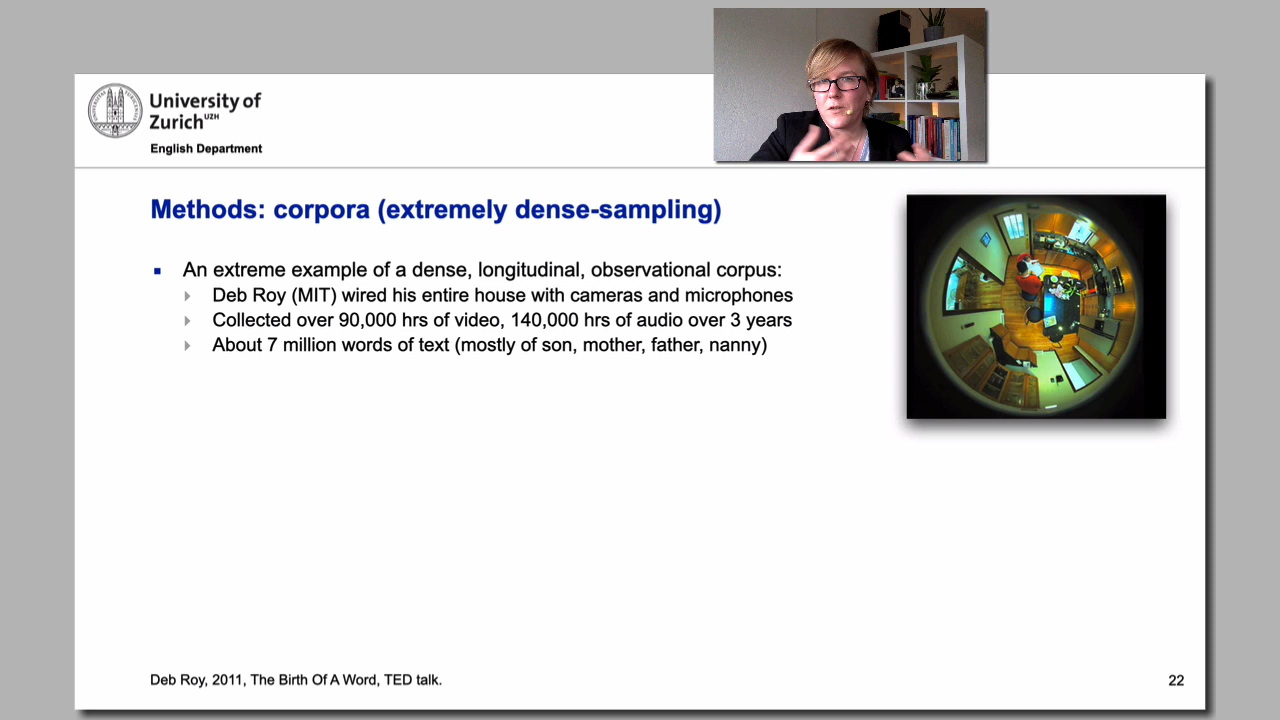 University of
Zurich UZH
English Department
Methods: corpora (extremely dense-sampling)
An extreme example of a dense, longitudinal, observational corpus:
Deb Roy (MIT) wired his entire house with cameras and microphones
Collected over 90,000 hrs of video, 140,000 hrs of audio over 3 years
About 7 million words of text (mostly of son, mother, father, nanny)
Deb Roy, 2011, The Birth Of A Word, TED talk.
22